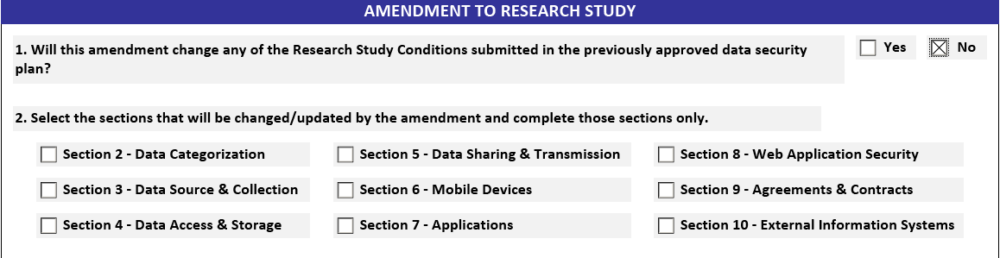 AMENDMENT TO RESEARCH STUDY
1. Will this amendment change any of the Research Study Conditions submitted in the previously approved data security
plan?
Yes
No
2. Select the sections that will be changed/updated by the amendment and complete those sections only.
Section 2 - Data Categorization
Section 5 - Data Sharing & Transmission
Section 8 - Web Application Security
Section 3 - Data Source & Collection
Section 6 - Mobile Devices
Section 9 - Agreements & Contracts
Section 4 - Data Access & Storage
Section 7 - Applications
Section 10 - External Information Systems